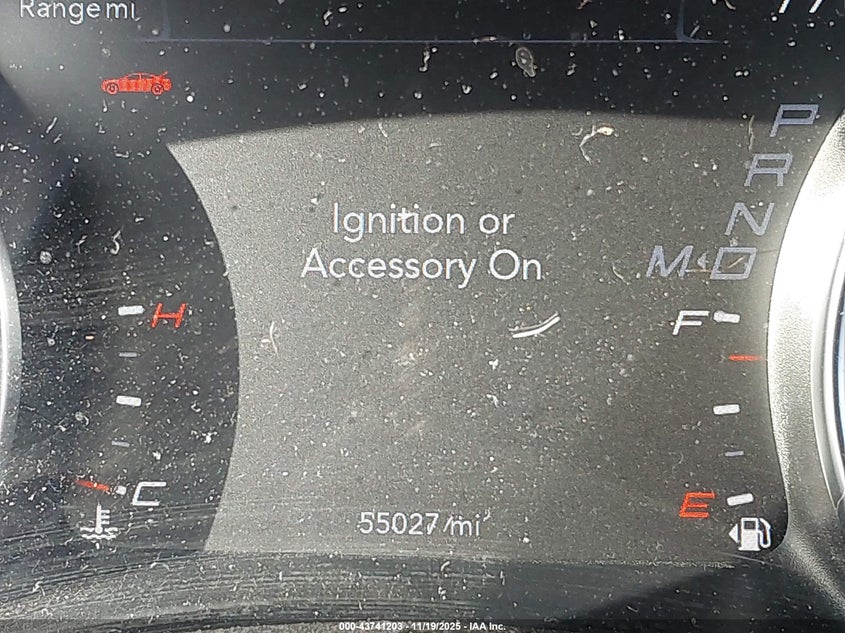 Range mi
P
R
N
M D
Ignition or
Accessory On
H
F
C
E
55027 mi
000-43741203 - 11/19/2025 - IAA Inc.